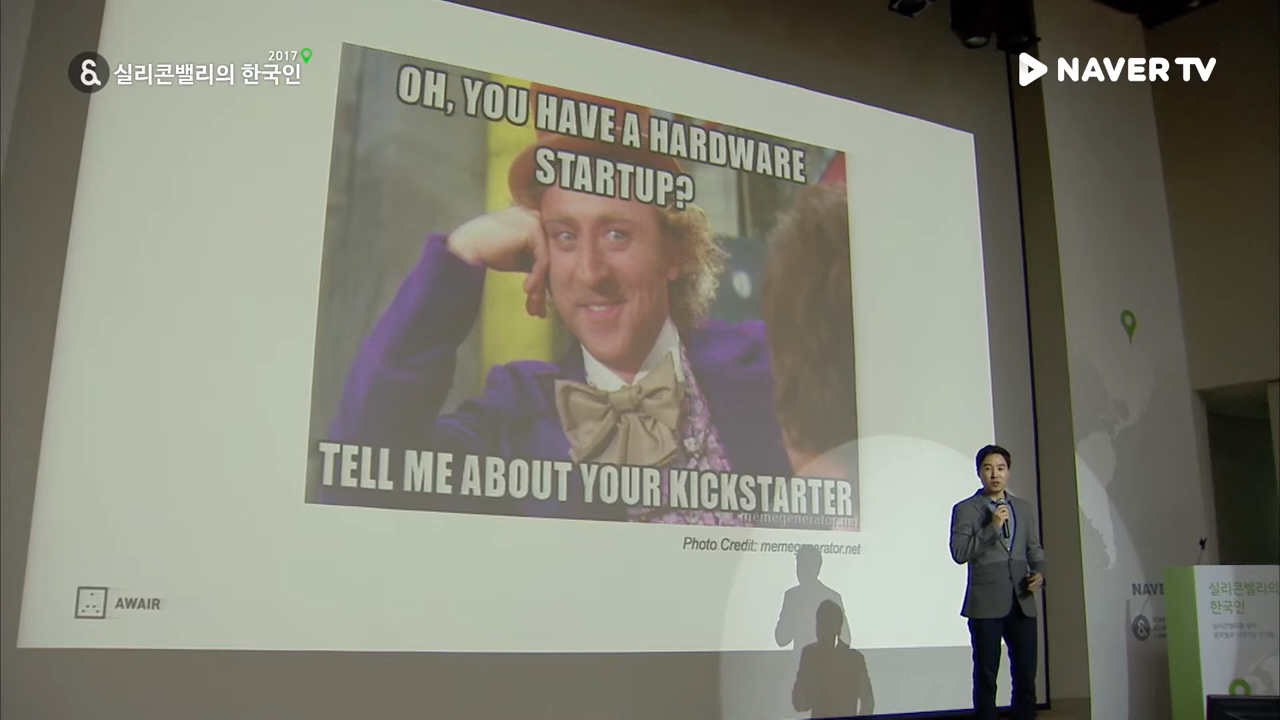 2017
& 실리콘밸리의 한국인
NAVER TV
OH, YOU HAVE A HARDWARE
STARTUP?
TELL ME ABOUT YOUR KICKSTARTER
memegenerator.net
Photo Credit: memegenerator.net
AWAIR
NAVE
&
실리콘밸리의
한국인